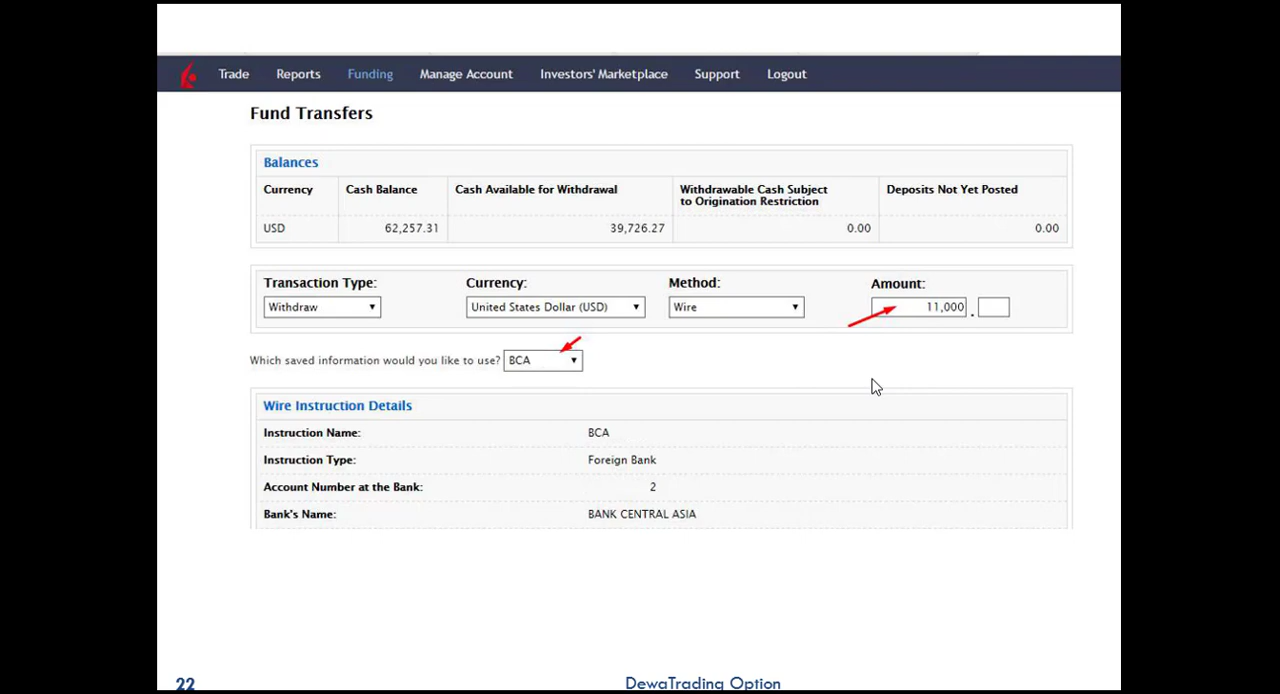 Trade Reports Funding Manage Account Investors' Marketplace Support Logout
Fund Transfers
Balances
Currency Cash Balance Cash Available for Withdrawal Withdrawable Cash Subject to Origination Restriction Deposits Not Yet Posted
USD 62,257.31 39,726.27 0.00 0.00
Transaction Type: Currency: Method: Amount:
Withdraw United States Dollar (USD) Wire 11,000 .
Which saved information would you like to use? BCA
Wire Instruction Details
Instruction Name: BCA
Instruction Type: Foreign Bank
Account Number at the Bank: 2
Bank's Name: BANK CENTRAL ASIA
22 DewaTrading Option